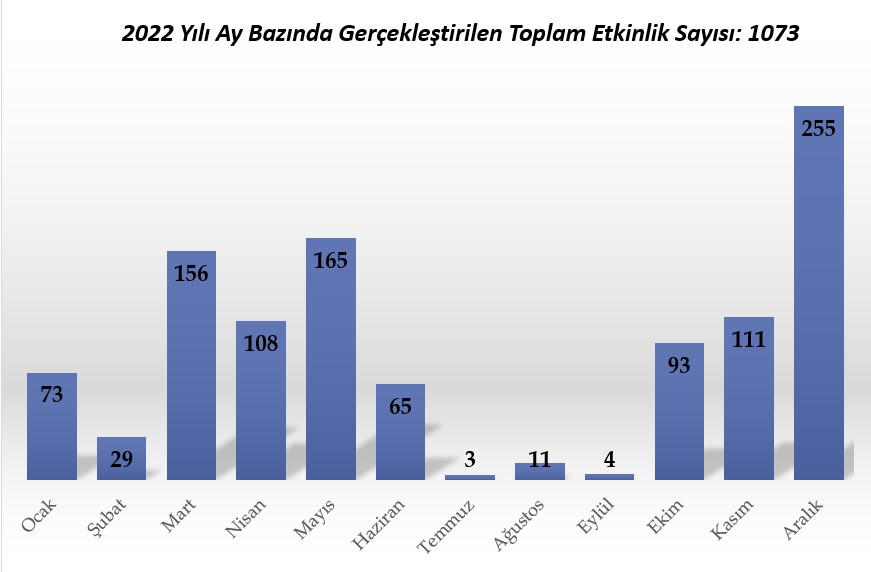 2022 Yılı Ay Bazında Gerçekleştirilen Toplam Etkinlik Sayısı: 1073
73
29
156
108
165
65
3
11
4
93
111
255
Ocak
Şubat
Mart
Nisan
Mayıs
Haziran
Temmuz
Ağustos
Eylül
Ekim
Kasım
Aralık